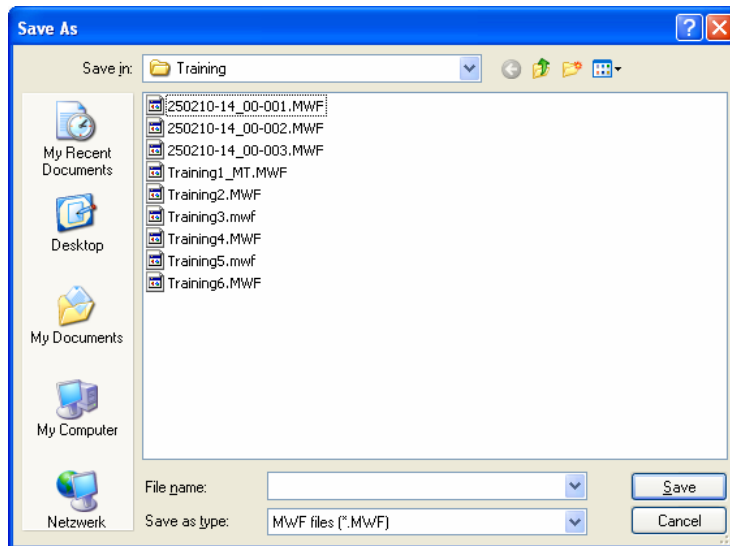 Save As
Save in:
Training
250210-14_00-001.MWF
250210-14_00-002.MWF
250210-14_00-003.MWF
Training1_MT.MWF
Training2.MWF
Training3.mwf
Training4.MWF
Training5.mwf
Training6.MWF
My Recent
Documents
Desktop
My Documents
My Computer
Netzwerk
File name:
Save
Save as type:
MWF files (*.MWF)
Cancel